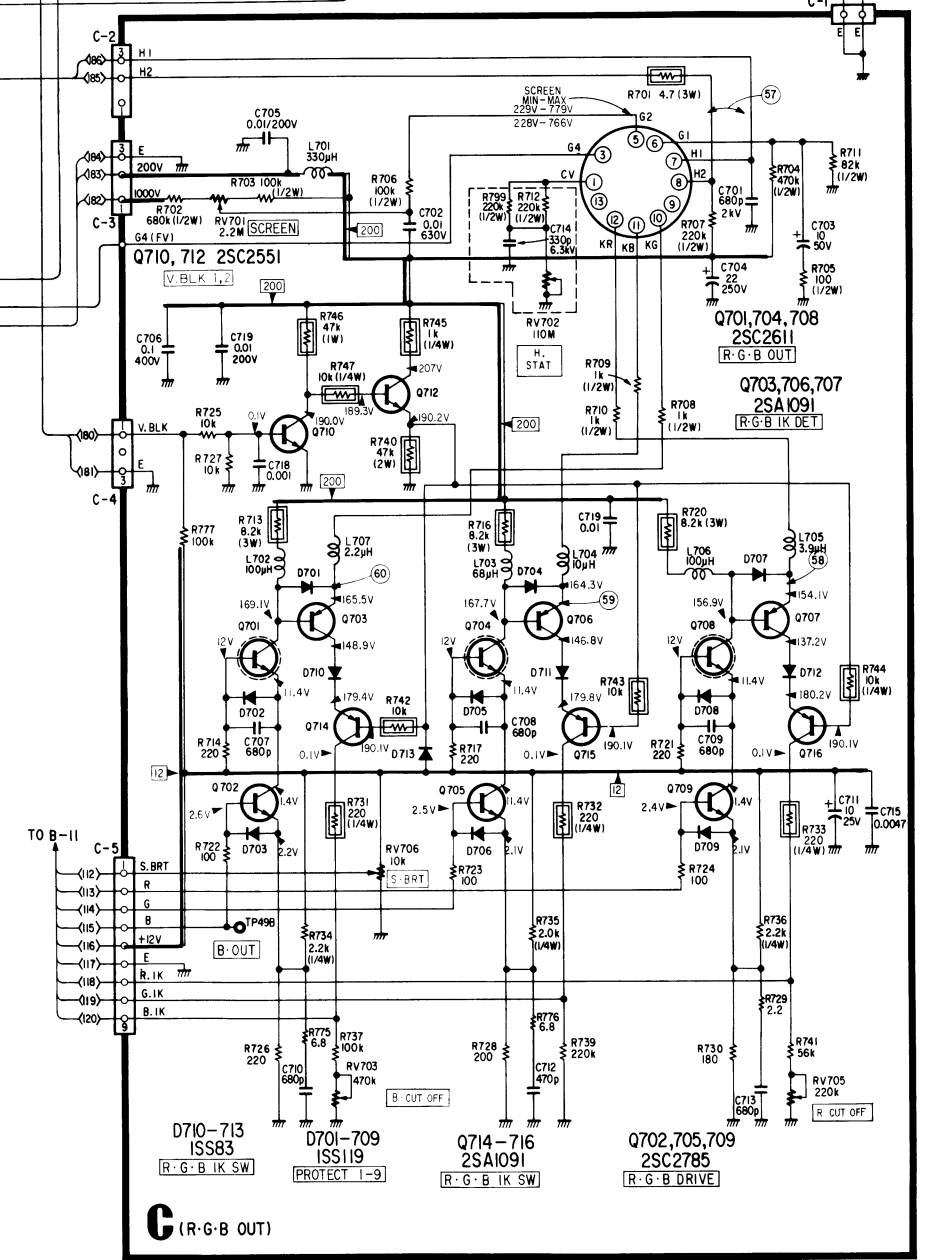 C-1
E E
C-2
3 H1
⟨186⟩
H2
⟨185⟩
1
R701 4.7 (3W)
57
SCREEN
MIN-MAX
229V-779V
228V-766V
G2
G1
5 6
G4
3
H1
7
CV
1
H2
8
13
9
12
11
10
KR KB KG
C705
0.01/200V
3 E
⟨184⟩
200V
⟨183⟩
1000V
⟨182⟩
1
C-3
L701
330µH
R703 100k
(1/2W)
R702
680k(1/2W)
RV701
2.2M
SCREEN
R706
100k
(1/2W)
C702
0.01
630V
200
G4(FV)
R799
220k
(1/2W)
R712
220k
(1/2W)
C714
330p
6.3kV
RV702
110M
H.
STAT
R707
220k
(1/2W)
C701
680p
2kV
R704
470k
(1/2W)
R711
82k
(1/2W)
C703
10
50V
R705
100
(1/2W)
+
C704
22
250V
+
Q710, 712 2SC2551
V.BLK 1,2
200
Q701,704,708
2SC2611
R·G·B OUT
Q703,706,707
2SA1091
R·G·B IK DET
C706
0.1
400V
C719
0.01
200V
R746
47k
(1W)
R745
1k
(1/4W)
R747
10k(1/4W)
207V
Q712
189.3V
190.0V
190.2V
Q710
R740
47k
(2W)
R709
1k
(1/2W)
R710
1k
(1/2W)
R708
1k
(1/2W)
200
1 V.BLK
⟨180⟩
E
⟨181⟩
3
C-4
R725
10k
0.1V
R727
10k
C718
0.001
200
R777
100k
R713
8.2k
(3W)
L702
100µH
L707
2.2µH
D701
60
169.1V
165.5V
Q701
Q703
12V
148.9V
D710
11.4V
179.4V
D702
R742
10k
Q714
R714
220
C707
680p
190.1V
0.1V
D713
R716
8.2k
(3W)
L703
68µH
L704
10µH
C719
0.01
D704
164.3V
59
167.7V
Q704
Q706
12V
146.8V
D711
11.4V
179.8V
R743
10k
D705
C708
680p
R717
220
Q715
190.1V
0.1V
R720
8.2k (3W)
L706
100µH
D707
L705
3.9µH
58
154.1V
156.9V
Q708
Q707
12V
137.2V
D712
11.4V
180.2V
R744
10k
(1/4W)
D708
C709
680p
R721
220
190.1V
0.1V
Q716
12
12
Q702
1.4V
2.6V
2.2V
R722
100
D703
R731
220
(1/4W)
RV706
10k
S·BRT
Q705
11.4V
2.5V
2.1V
D706
R723
100
R732
220
(1/4W)
Q709
1.4V
2.4V
2.1V
D709
R724
100
R733
220
(1/4W)
+
C711
10
25V
C715
0.0047
TO B-11
C-5
1 S.BRT
⟨112⟩
R
⟨113⟩
G
⟨114⟩
B
⟨115⟩
+12V
⟨116⟩
E
⟨117⟩
R.IK
⟨118⟩
G.IK
⟨119⟩
B.IK
⟨120⟩
9
TP49B
B·OUT
R734
2.2k
(1/4W)
R735
2.0k
(1/4W)
R736
2.2k
(1/4W)
R726
220
R775
6.8
R737
100k
C710
680p
RV703
470k
B·CUT OFF
R728
200
R776
6.8
R739
220k
C712
470p
R730
180
R729
2.2
R741
56k
C713
680p
RV705
220k
R CUT OFF
D710-713
1SS83
R·G·B IK SW
D701-709
1SS119
PROTECT 1-9
Q714-716
2SA1091
R·G·B IK SW
Q702,705,709
2SC2785
R·G·B DRIVE
C (R·G·B OUT)